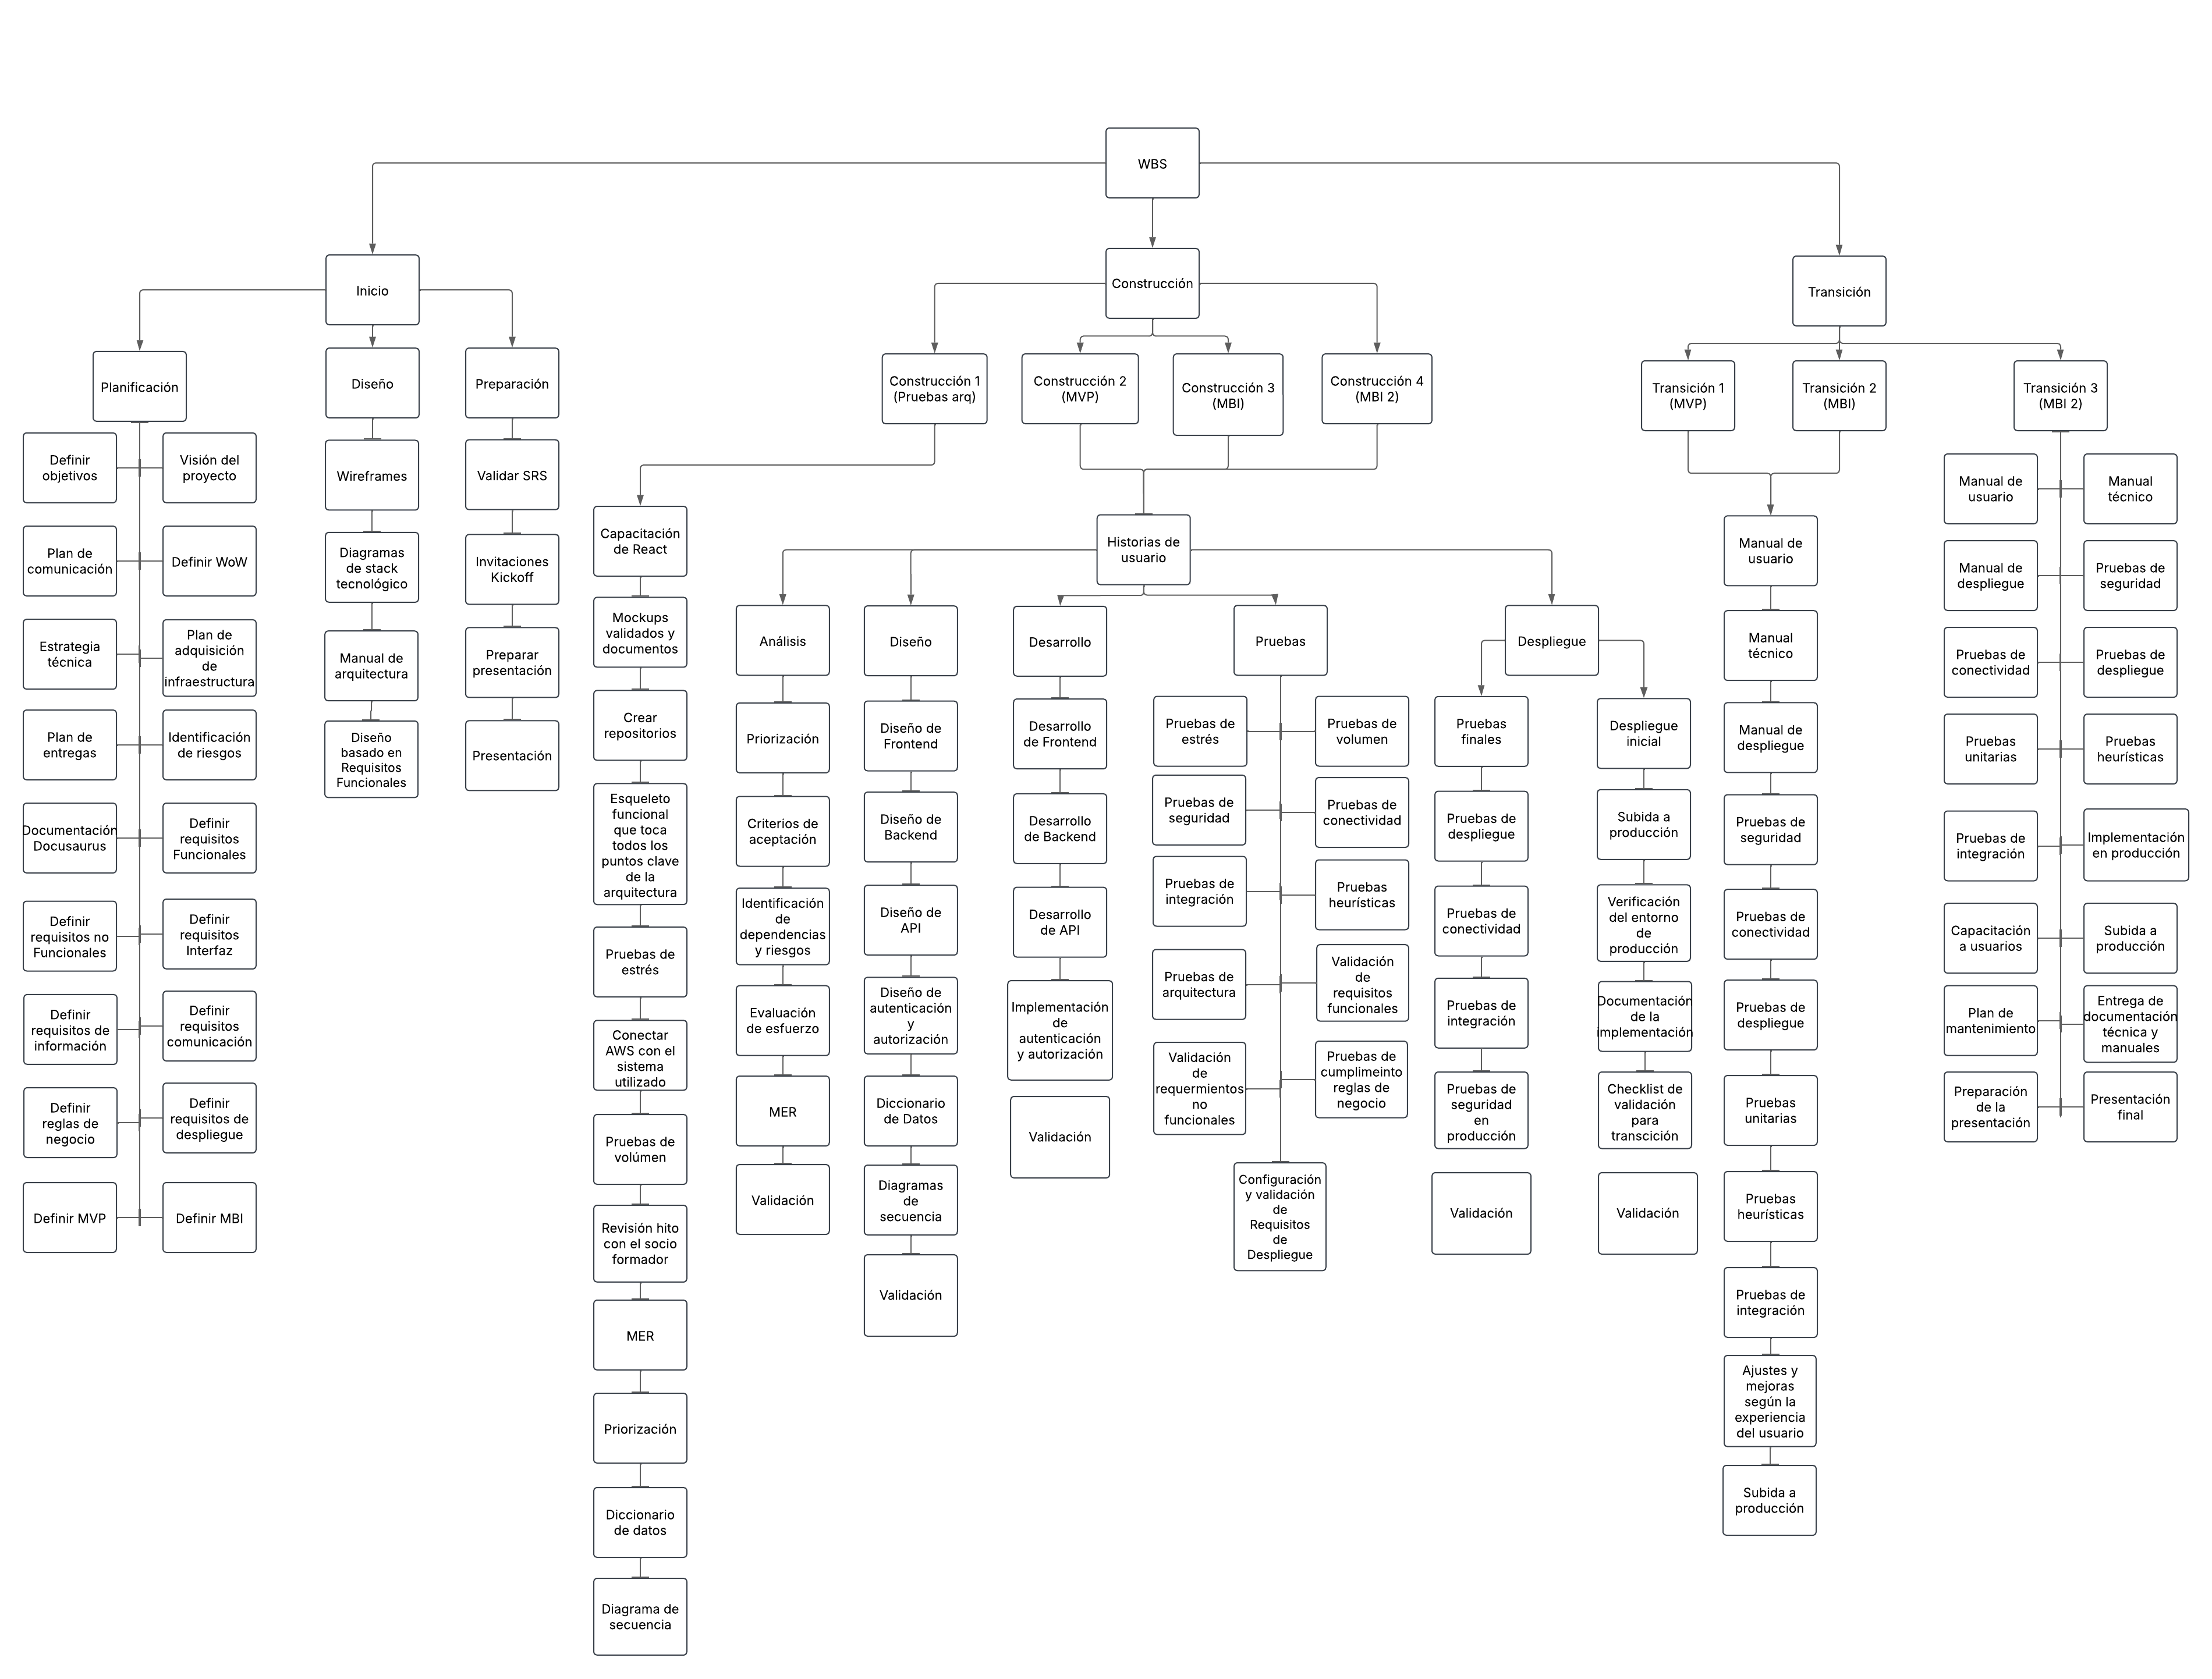 WBS
Inicio
Construcción
Transición
Planificación
Diseño
Preparación
Construcción 1
(Pruebas arq)
Construcción 2
(MVP)
Construcción 3
(MBI)
Construcción 4
(MBI 2)
Transición 1
(MVP)
Transición 2
(MBI)
Transición 3
(MBI 2)
Definir
objetivos
Visión del
proyecto
Plan de
comunicación
Definir WoW
Estrategia
técnica
Plan de
adquisición
de
infraestructura
Plan de
entregas
Identificación
de riesgos
Documentación
Docusaurus
Definir
requisitos
Funcionales
Definir
requisitos no
Funcionales
Definir
requisitos
Interfaz
Definir
requisitos de
información
Definir
requisitos
comunicación
Definir
reglas de
negocio
Definir
requisitos de
despliegue
Definir MVP
Definir MBI
Wireframes
Diagramas
de stack
tecnológico
Manual de
arquitectura
Diseño
basado en
Requisitos
Funcionales
Validar SRS
Invitaciones
Kickoff
Preparar
presentación
Presentación
Capacitación
de React
Mockups
validados y
documentos
Crear
repositorios
Esqueleto
funcional
que toca
todos los
puntos clave
de la
arquitectura
Pruebas de
estrés
Conectar
AWS con el
sistema
utilizado
Pruebas de
volúmen
Revisión hito
con el socio
formador
MER
Priorización
Diccionario
de datos
Diagrama de
secuencia
Historias de
usuario
Análisis
Priorización
Criterios de
aceptación
Identificación
de
dependencias
y riesgos
Evaluación
de esfuerzo
MER
Validación
Diseño
Diseño de
Frontend
Diseño de
Backend
Diseño de
API
Diseño de
autenticación
y
autorización
Diccionario
de Datos
Diagramas
de
secuencia
Validación
Desarrollo
Desarrollo
de Frontend
Desarrollo
de Backend
Desarrollo
de API
Implementación
de
autenticación
y autorización
Validación
Pruebas
Pruebas de
estrés
Pruebas de
volumen
Pruebas de
seguridad
Pruebas de
conectividad
Pruebas de
integración
Pruebas
heurísticas
Pruebas de
arquitectura
Validación
de
requisitos
funcionales
Validación
de
requermientos
no
funcionales
Pruebas de
cumplimeinto
reglas de
negocio
Configuración
y validación
de
Requisitos
de
Despliegue
Despliegue
Pruebas
finales
Pruebas de
despliegue
Pruebas de
conectividad
Pruebas de
integración
Pruebas de
seguridad
en
producción
Validación
Despliegue
inicial
Subida a
producción
Verificación
del entorno
de
producción
Documentación
de la
implementación
Checklist de
validación
para
transcición
Validación
Manual de
usuario
Manual
técnico
Manual de
despliegue
Pruebas de
seguridad
Pruebas de
conectividad
Pruebas de
despliegue
Pruebas
unitarias
Pruebas
heurísticas
Pruebas de
integración
Ajustes y
mejoras
según la
experiencia
del usuario
Subida a
producción
Manual de
usuario
Manual
técnico
Manual de
despliegue
Pruebas de
seguridad
Pruebas de
conectividad
Pruebas de
despliegue
Pruebas
unitarias
Pruebas
heurísticas
Pruebas de
integración
Implementación
en producción
Capacitación
a usuarios
Subida a
producción
Plan de
mantenimiento
Entrega de
documentación
técnica y
manuales
Preparación
de la
presentación
Presentación
final